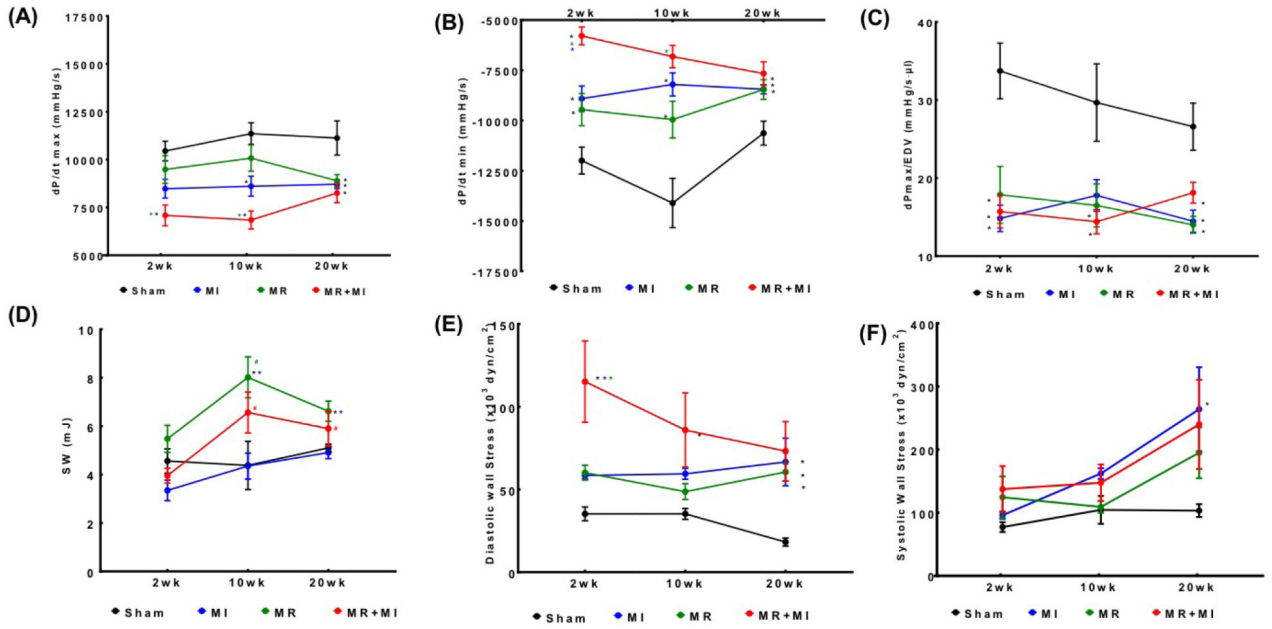 (A)
dP/dt max (mmHg/s)
17500
15000
12500
10000
7500
5000
2wk 10wk 20wk
Sham MI MR MR+MI
(B)
dP/dt min (mmHg/s)
2wk 10wk 20wk
-5000
-7500
-10000
-12500
-15000
-17500
Sham MI MR MR+MI
(C)
dPmax/EDV (mmHg/s·µl)
40
30
20
10
2wk 10wk 20wk
Sham MI MR MR+MI
(D)
SW (mJ)
10
8
6
4
2
0
#
**
#
**
#
2wk 10wk 20wk
Sham MI MR MR+MI
(E)
Diastolic wall Stress (x10³ dyn/cm²)
150
100
50
0
***
*
*
*
*
2wk 10wk 20wk
Sham MI MR MR+MI
(F)
Systolic Wall Stress (x10³ dyn/cm²)
400
300
200
100
0
*
2wk 10wk 20wk
Sham MI MR MR+MI